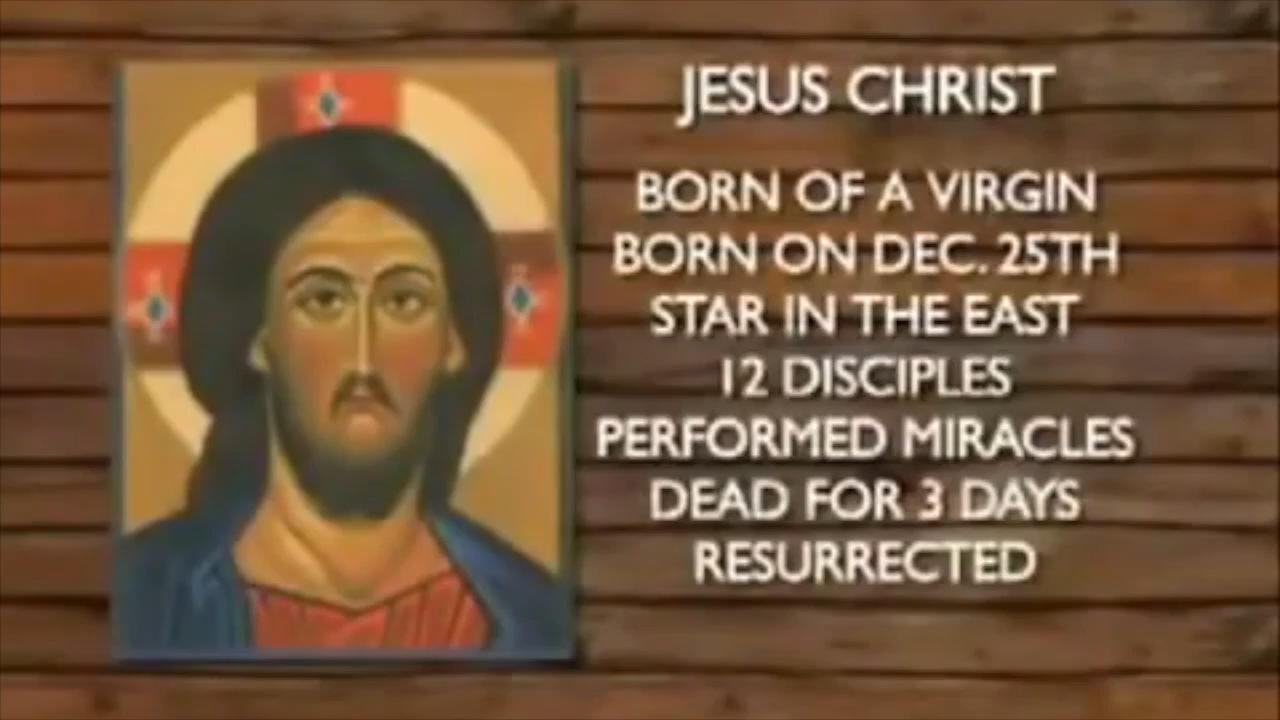 JESUS CHRIST
BORN OF A VIRGIN
BORN ON DEC. 25TH
STAR IN THE EAST
12 DISCIPLES
PERFORMED MIRACLES
DEAD FOR 3 DAYS
RESURRECTED